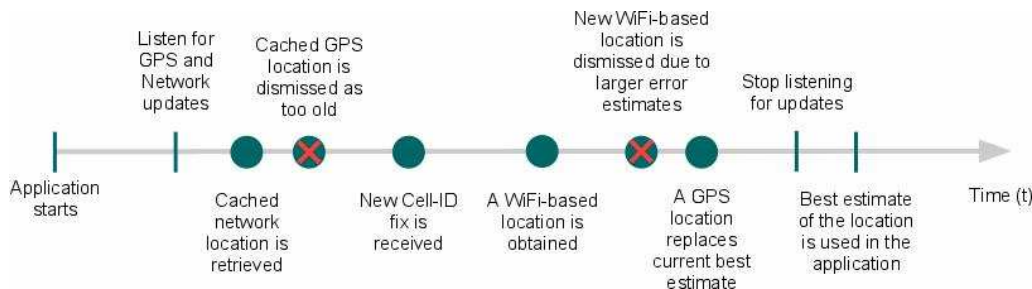 Application
starts
Listen for
GPS and
Network
updates
Cached
network
location is
retrieved
Cached GPS
location is
dismissed as
too old
New Cell-ID
fix is
received
A WiFi-based
location is
obtained
New WiFi-based
location is
dismissed due to
larger error
estimates
A GPS
location
replaces
current best
estimate
Stop listening
for updates
Best estimate
of the location
is used in the
application
Time (t)